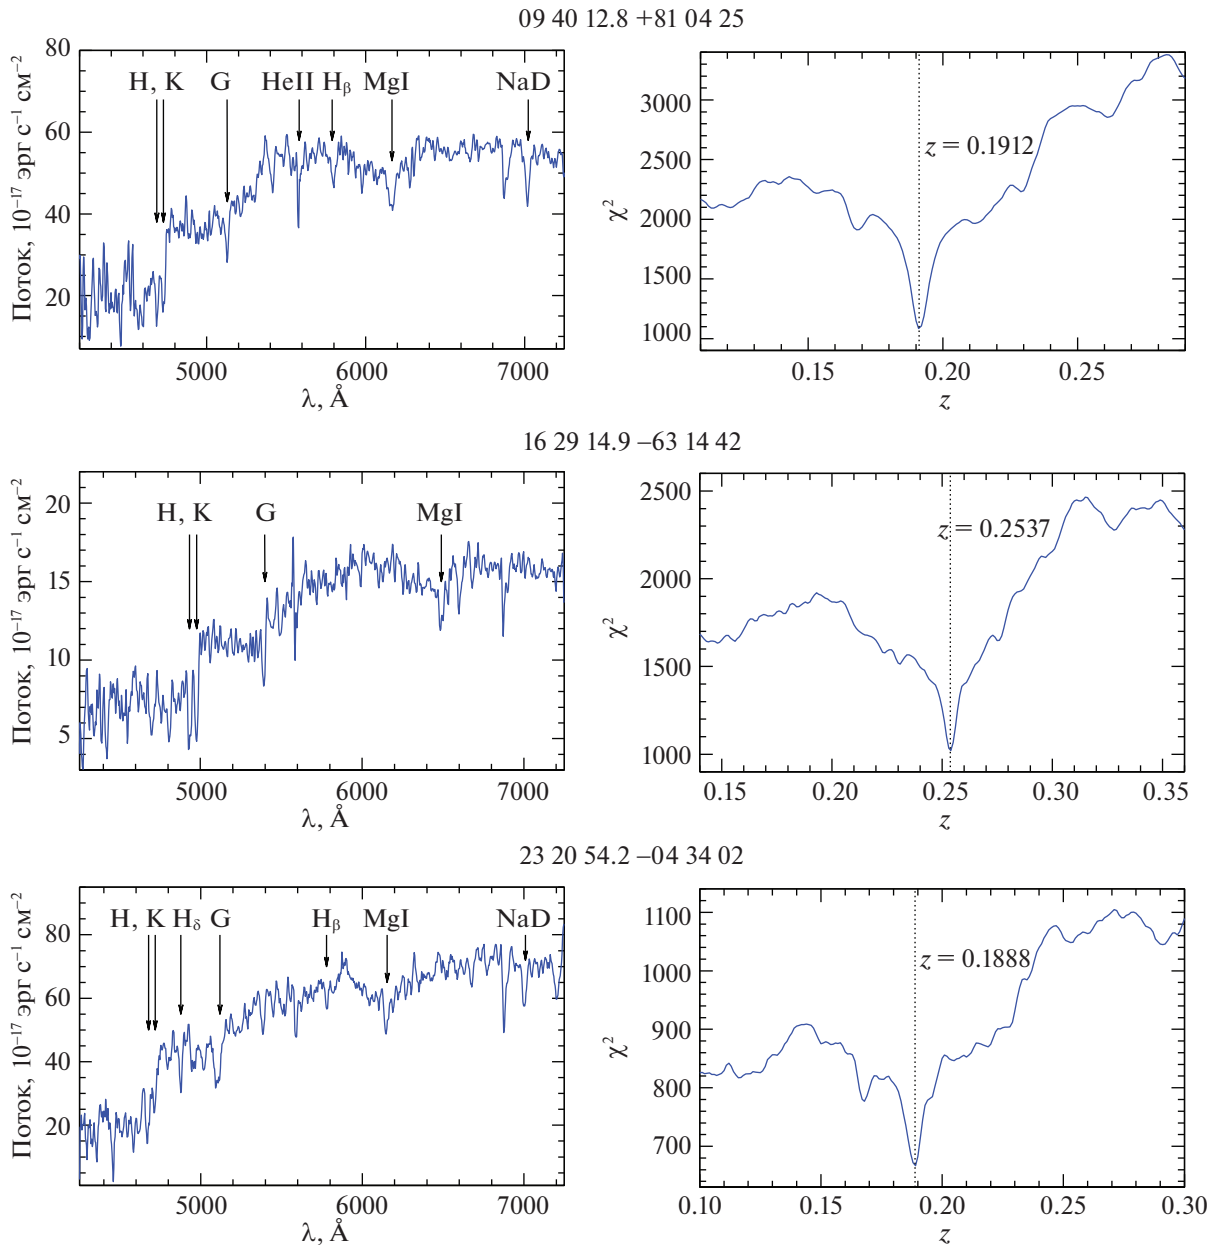 09 40 12.8 +81 04 25
80
60
40
20
Поток, 10⁻¹⁷ эрг с⁻¹ см⁻²
H, K G HeII Hβ MgI NaD
5000 6000 7000
λ, Å
3000
2500
2000
1500
1000
χ²
z = 0.1912
0.15 0.20 0.25
z
16 29 14.9 −63 14 42
20
15
10
5
Поток, 10⁻¹⁷ эрг с⁻¹ см⁻²
H, K G MgI
5000 6000 7000
λ, Å
2500
2000
1500
1000
χ²
z = 0.2537
0.15 0.20 0.25 0.30 0.35
z
23 20 54.2 −04 34 02
80
60
40
20
Поток, 10⁻¹⁷ эрг с⁻¹ см⁻²
H, K Hδ G Hβ MgI NaD
5000 6000 7000
λ, Å
1100
1000
900
800
700
χ²
z = 0.1888
0.10 0.15 0.20 0.25 0.30
z